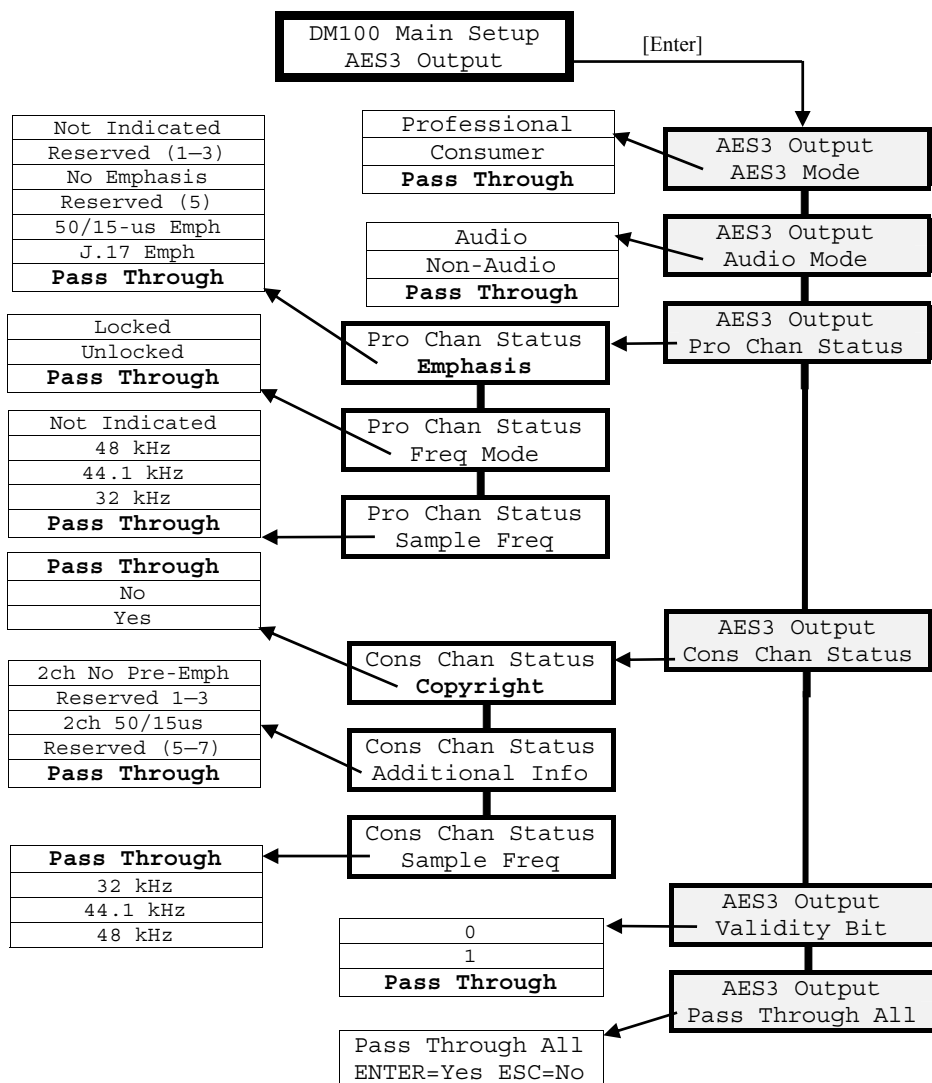 DM100 Main Setup
AES3 Output
[Enter]
AES3 Output
AES3 Mode
Professional
Consumer
Pass Through
AES3 Output
Audio Mode
Audio
Non-Audio
Pass Through
AES3 Output
Pro Chan Status
Pro Chan Status
Emphasis
Not Indicated
Reserved (1–3)
No Emphasis
Reserved (5)
50/15-us Emph
J.17 Emph
Pass Through
Pro Chan Status
Freq Mode
Locked
Unlocked
Pass Through
Pro Chan Status
Sample Freq
Not Indicated
48 kHz
44.1 kHz
32 kHz
Pass Through
AES3 Output
Cons Chan Status
Cons Chan Status
Copyright
Pass Through
No
Yes
Cons Chan Status
Additional Info
2ch No Pre-Emph
Reserved 1–3
2ch 50/15us
Reserved (5–7)
Pass Through
Cons Chan Status
Sample Freq
Pass Through
32 kHz
44.1 kHz
48 kHz
AES3 Output
Validity Bit
0
1
Pass Through
AES3 Output
Pass Through All
Pass Through All
ENTER=Yes ESC=No